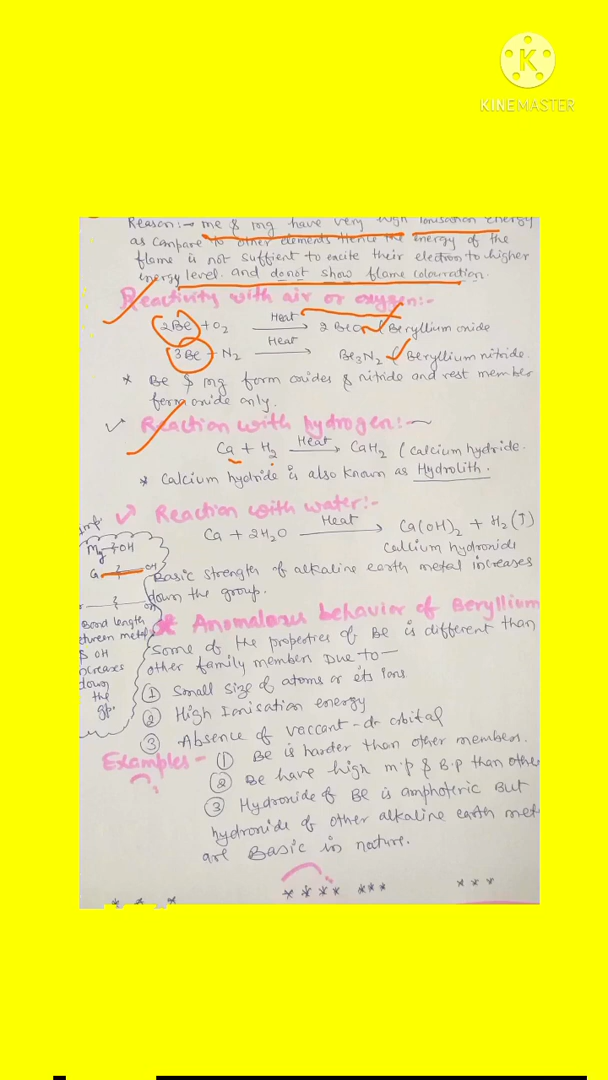 KINEMASTER
Reason:→ me & mg have very high Ionisation energy
as compare to other elements Hence the energy of the
flame is not sufficient to excite their electron to higher
energy level. and donot show flame colouration.
Reactivity with air or oxygen:-
2Be + O2 Heat → 2 BeO (Beryllium oxide
3Be + N2 Heat → Be3N2 (Beryllium nitride.
* Be & mg form oxides & nitride and rest member
form oxide only.
Reaction with hydrogen:-
Ca + H2 Heat → CaH2 (calcium hydride.
* Calcium hydride is also known as Hydrolith.
Reaction with water:-
Ca + 2H2O Heat → Ca(OH)2 + H2(↑)
Calcium hydroxide
Basic strength of alkaline earth metal increases
down the group.
Imp
Mg OH
Ca OH
OH
Bond length
between metal
& OH
increases
down
the
gp.
* Anomalous behavior of Beryllium
Some of the properties of Be is different than
other family members Due to—
① Small size of atoms or its ions
② High Ionisation energy
③ Absence of vaccant-d orbital
Examples- ① Be is harder than other members.
② Be have high m.p & B.p than other
③ Hydroxide of Be is amphoteric But
hydroxide of other alkaline earth met
are Basic in nature.
**** *** ***
* * *